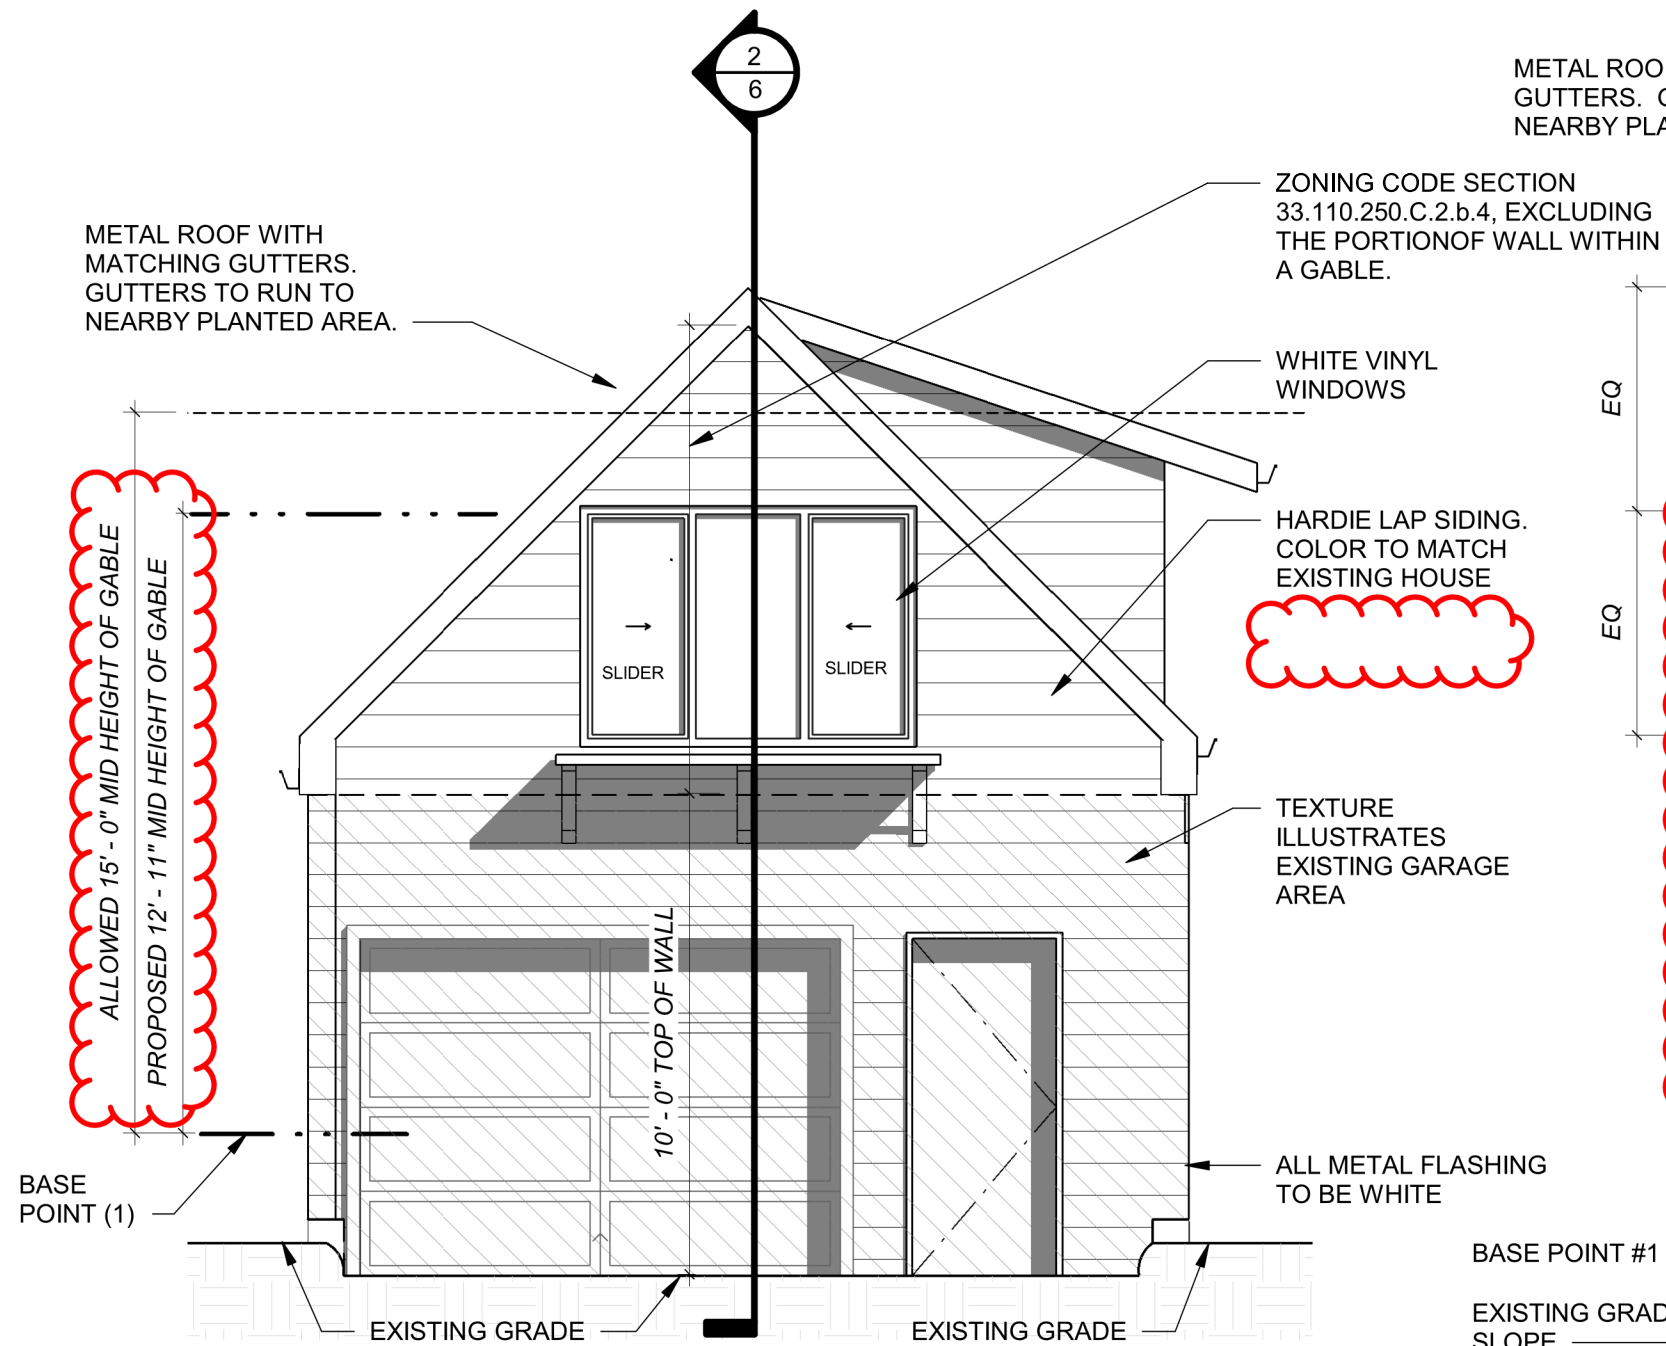 2
6
METAL ROO
GUTTERS. 
NEARBY PLA
ZONING CODE SECTION
33.110.250.C.2.b.4, EXCLUDING
THE PORTIONOF WALL WITHIN
A GABLE.
METAL ROOF WITH
MATCHING GUTTERS.
GUTTERS TO RUN TO
NEARBY PLANTED AREA.
WHITE VINYL
WINDOWS
EQ
HARDIE LAP SIDING.
COLOR TO MATCH
EXISTING HOUSE
EQ
ALLOWED 15' - 0" MID HEIGHT OF GABLE
PROPOSED 12' - 11" MID HEIGHT OF GABLE
SLIDER
SLIDER
TEXTURE
ILLUSTRATES
EXISTING GARAGE
AREA
10' - 0" TOP OF WALL
BASE
POINT (1)
ALL METAL FLASHING
TO BE WHITE
BASE POINT #1
EXISTING GRADE
EXISTING GRADE
EXISTING GRAD
SLOPE